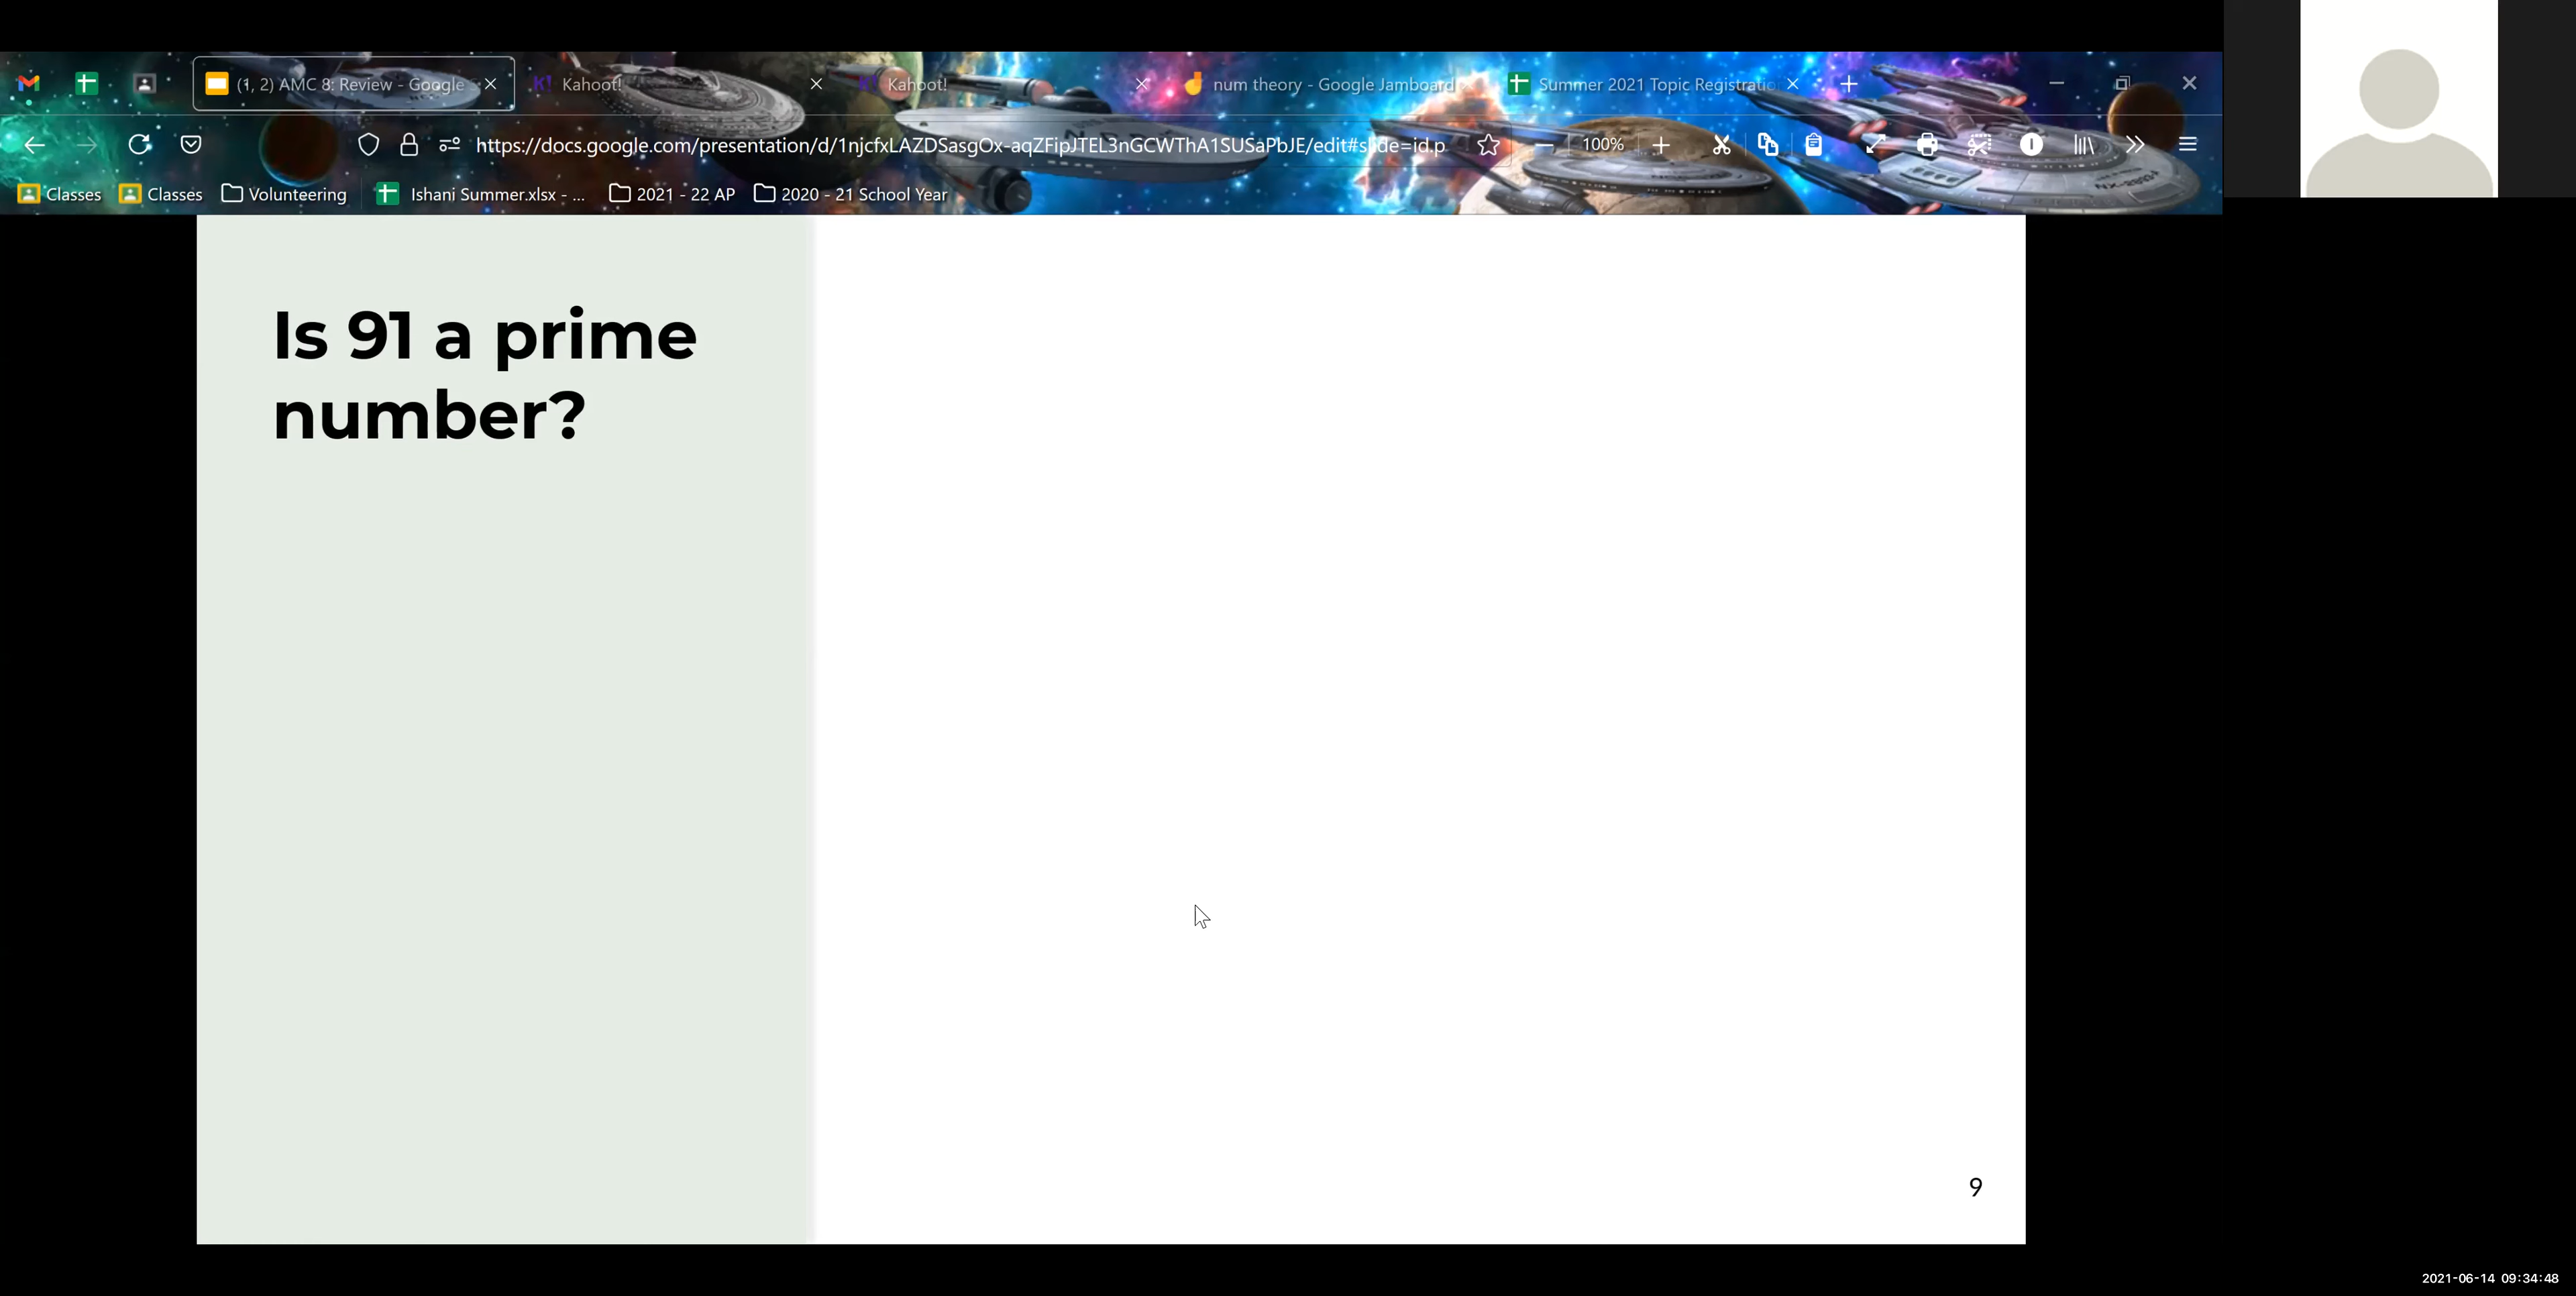 (1, 2) AMC 8: Review - Google
Kahoot!
Kahoot!
num theory - Google Jamboard
Summer 2021 Topic Registratio
https://docs.google.com/presentation/d/1njcfxLAZDSasgOx-aqZFipJTEL3nGCWThA1SUSaPbJE/edit#slide=id.p
100%
Classes
Classes
Volunteering
Ishani Summer.xlsx - ...
2021 - 22 AP
2020 - 21 School Year
Is 91 a prime
number?
9
2021-06-14 09:34:48